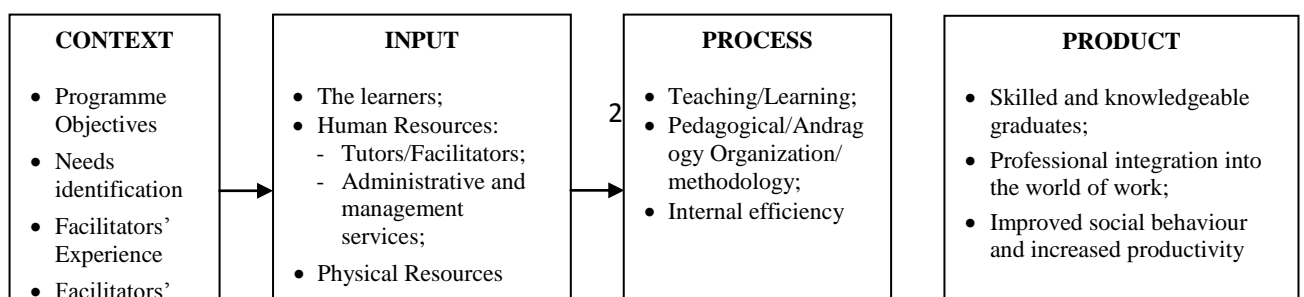 CONTEXT
• Programme
Objectives
• Needs
identification
• Facilitators’
Experience
• Facilitators’
INPUT
• The learners;
• Human Resources:
- Tutors/Facilitators;
- Administrative and
management
services;
• Physical Resources
2
PROCESS
• Teaching/Learning;
• Pedagogical/Andrag
ogy Organization/
methodology;
• Internal efficiency
PRODUCT
• Skilled and knowledgeable
graduates;
• Professional integration into
the world of work;
• Improved social behaviour
and increased productivity